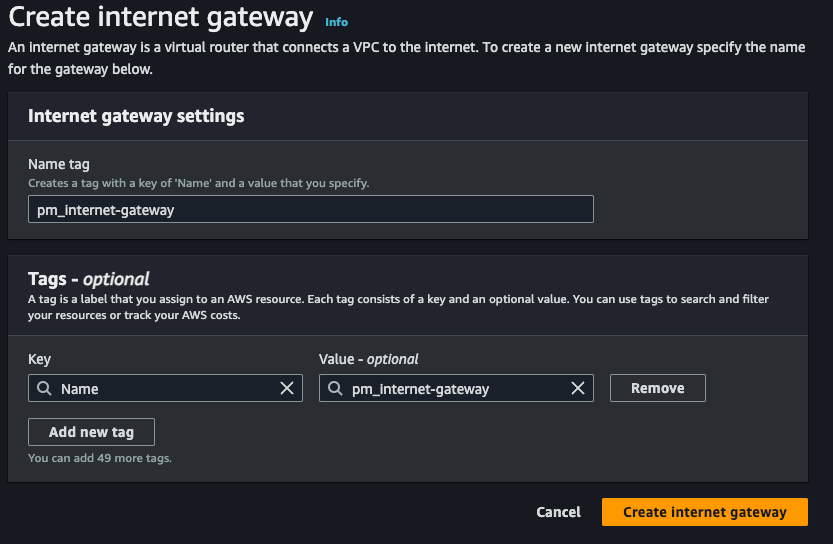 Create internet gateway Info
An internet gateway is a virtual router that connects a VPC to the internet. To create a new internet gateway specify the name
for the gateway below.
Internet gateway settings
Name tag
Creates a tag with a key of 'Name' and a value that you specify.
pm_internet-gateway
Tags - optional
A tag is a label that you assign to an AWS resource. Each tag consists of a key and an optional value. You can use tags to search and filter
your resources or track your AWS costs.
Key Value - optional
Name pm_internet-gateway Remove
Add new tag
You can add 49 more tags.
Cancel Create internet gateway